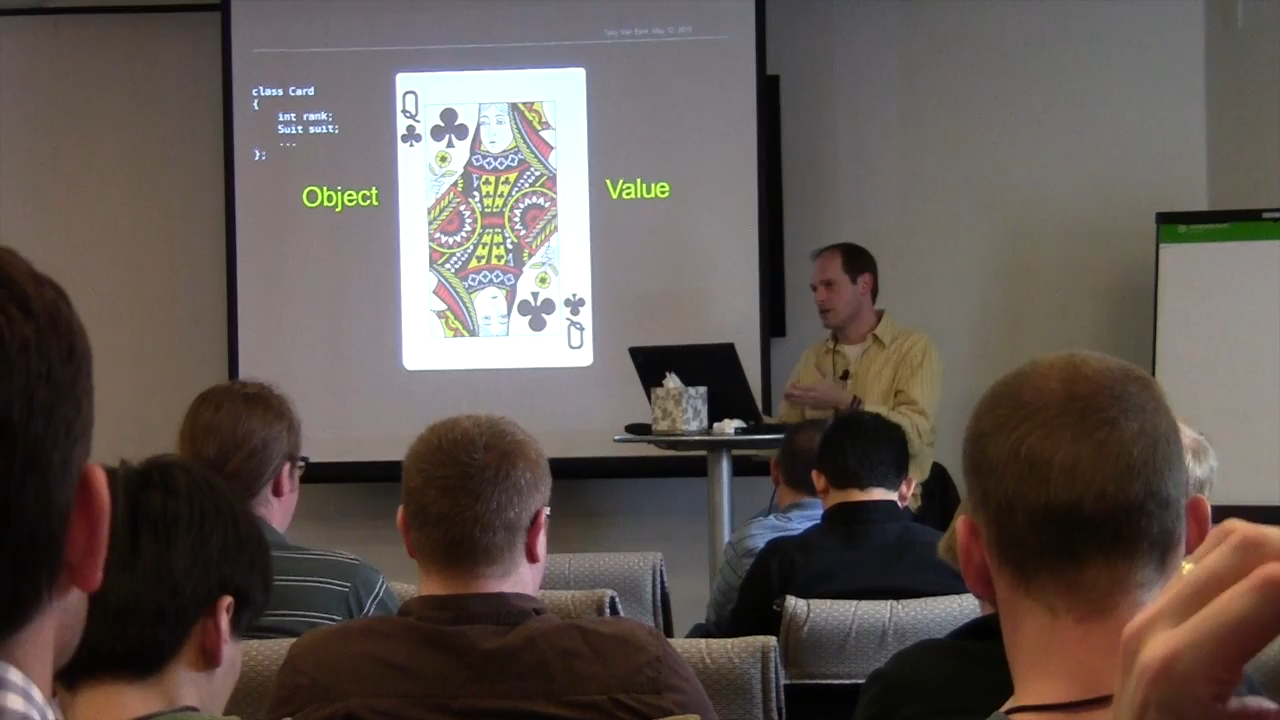 class Card
{
int rank;
Suit suit;
...
};
Q
Object
Value
Q